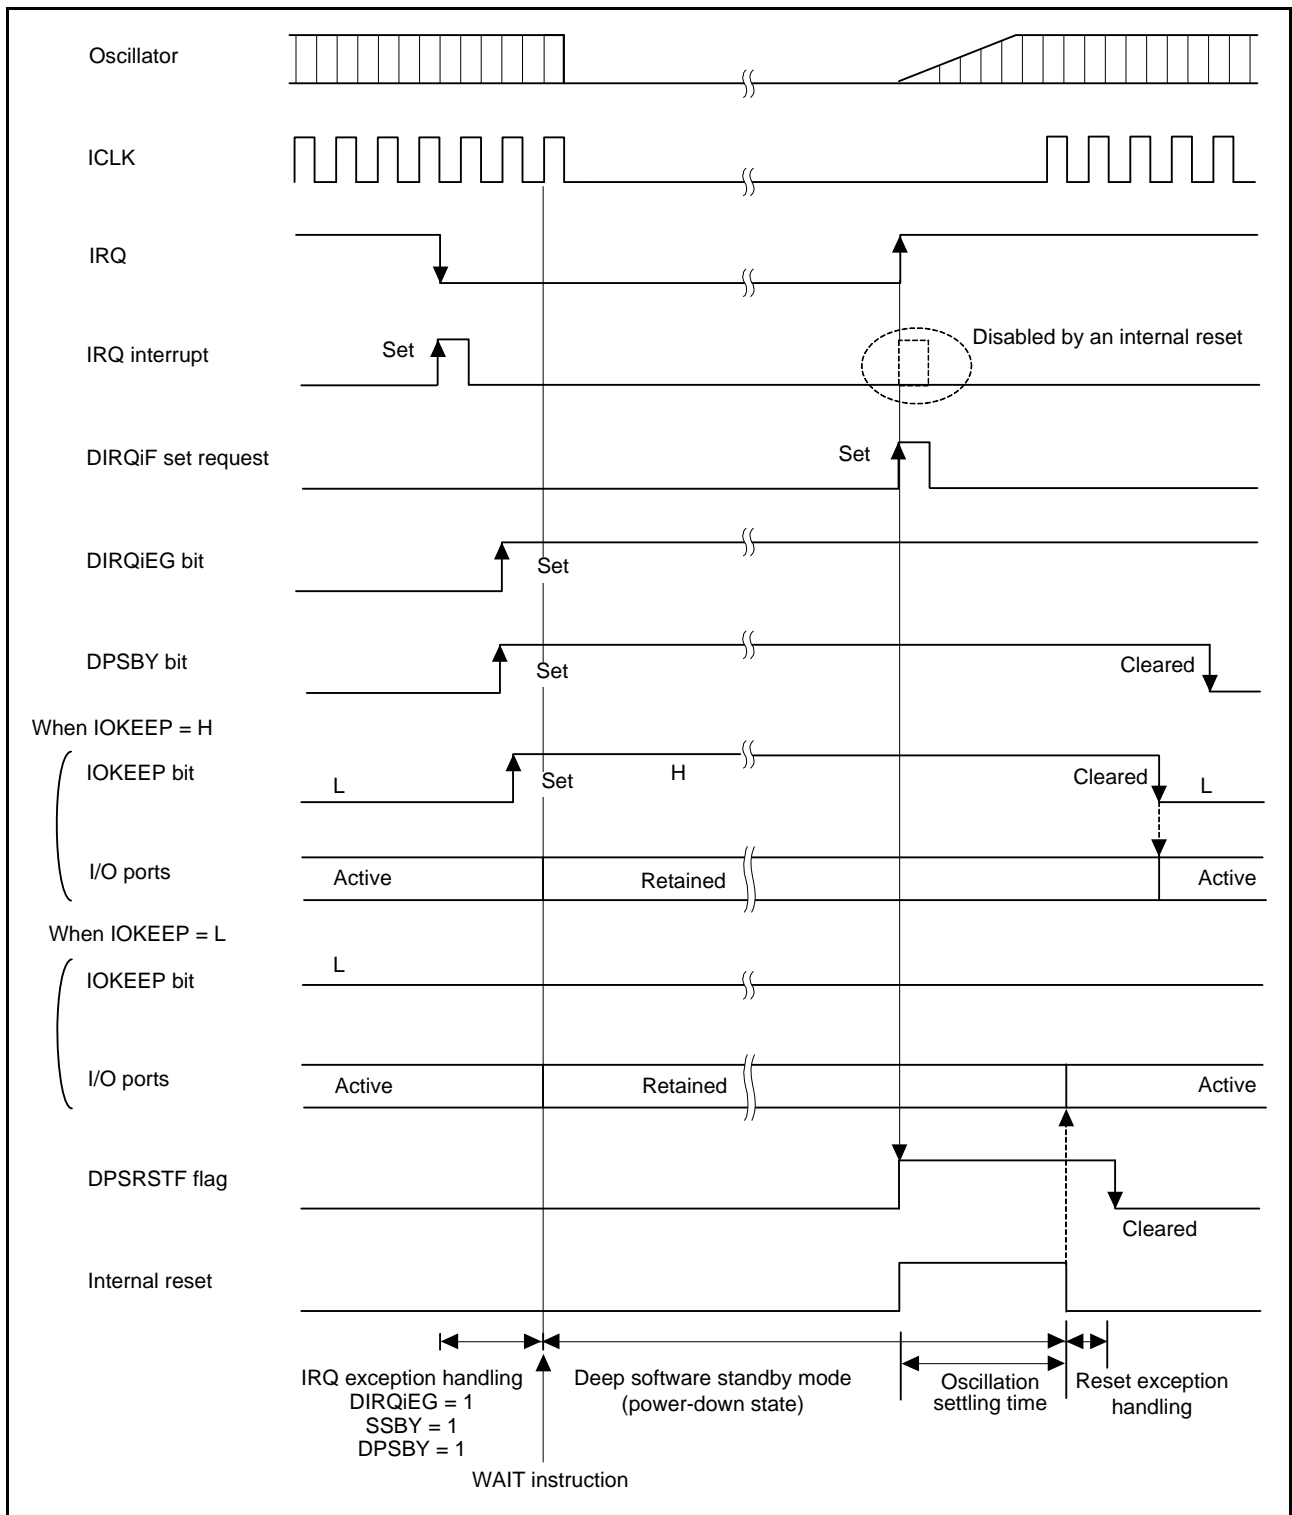 Oscillator
ICLK
IRQ
IRQ interrupt
Set
Disabled by an internal reset
DIRQiF set request
Set
DIRQiEG bit
Set
DPSBY bit
Set
Cleared
When IOKEEP = H
IOKEEP bit
L
Set
H
Cleared
L
I/O ports
Active
Retained
Active
When IOKEEP = L
IOKEEP bit
L
I/O ports
Active
Retained
Active
DPSRSTF flag
Cleared
Internal reset
IRQ exception handling
DIRQiEG = 1
SSBY = 1
DPSBY = 1
Deep software standby mode
(power-down state)
Oscillation
settling time
Reset exception
handling
WAIT instruction